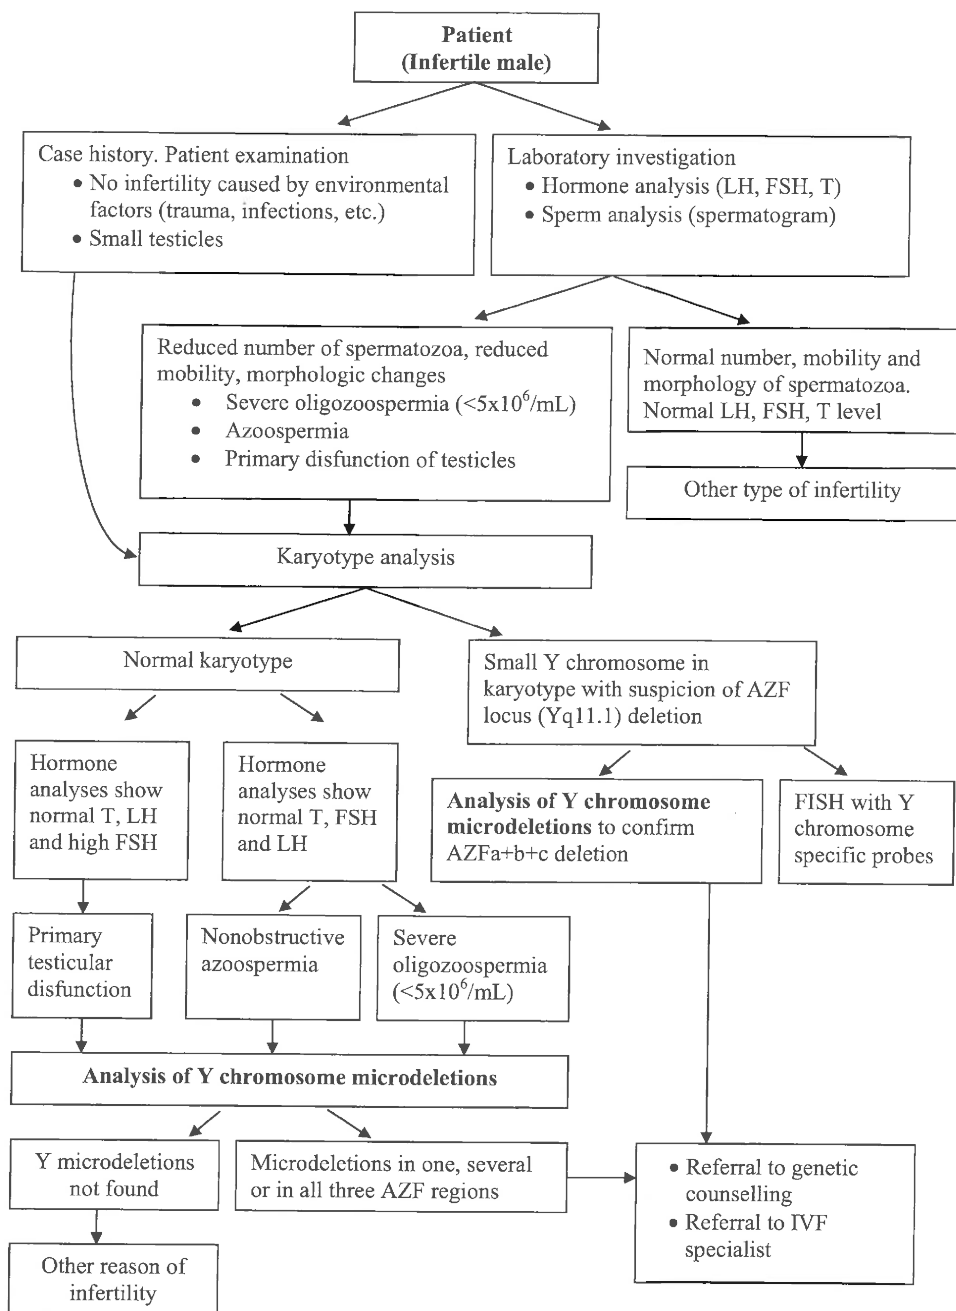 Patient
(Infertile male)
Case history. Patient examination
• No infertility caused by environmental
factors (trauma, infections, etc.)
• Small testicles
Laboratory investigation
• Hormone analysis (LH, FSH, T)
• Sperm analysis (spermatogram)
Reduced number of spermatozoa, reduced
mobility, morphologic changes
• Severe oligozoospermia (<5x10⁶/mL)
• Azoospermia
• Primary disfunction of testicles
Normal number, mobility and
morphology of spermatozoa.
Normal LH, FSH, T level
Other type of infertility
Karyotype analysis
Normal karyotype
Small Y chromosome in
karyotype with suspicion of AZF
locus (Yq11.1) deletion
Hormone
analyses show
normal T, LH
and high FSH
Hormone
analyses show
normal T, FSH
and LH
Analysis of Y chromosome
microdeletions to confirm
AZFa+b+c deletion
FISH with Y
chromosome
specific probes
Primary
testicular
disfunction
Nonobstructive
azoospermia
Severe
oligozoospermia
(<5x10⁶/mL)
Analysis of Y chromosome microdeletions
Y microdeletions
not found
Microdeletions in one, several
or in all three AZF regions
• Referral to genetic
counselling
• Referral to IVF
specialist
Other reason of
infertility